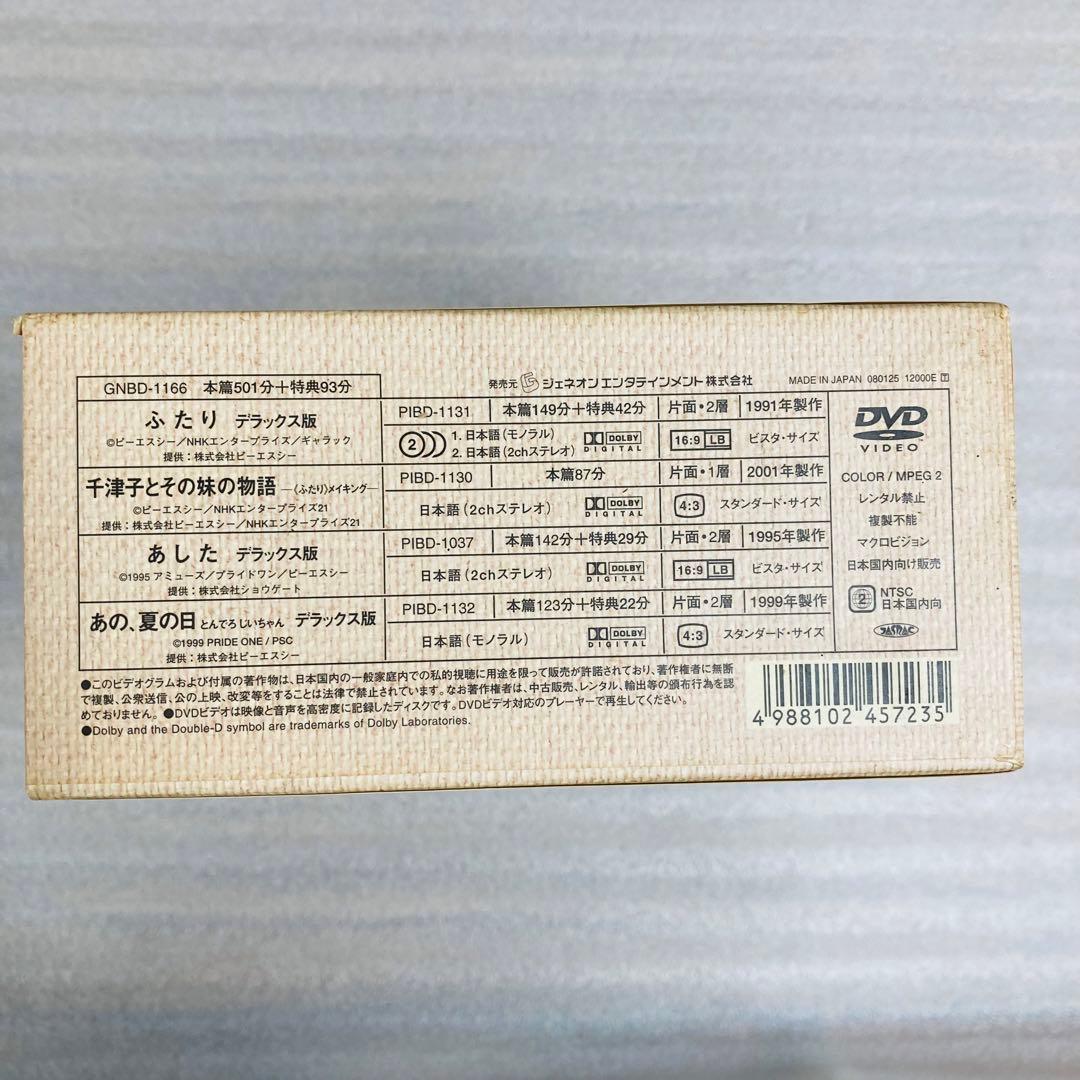 GNBD-1166 本篇501分+特典93分
発売元 ジェネオン エンタテインメント 株式会社
MADE IN JAPAN 080125 12000E T
ふたり デラックス版
©ピーエスシー/NHKエンタープライズ/ギャラック
提供:株式会社ピーエスシー
PIBD-1131 本篇149分+特典42分 片面・2層 1991年製作
2 1. 日本語(モノラル)
2. 日本語(2chステレオ)
DOLBY DIGITAL
16:9 LB ビスタ・サイズ
千津子とその妹の物語 ―〈ふたり〉メイキング―
©ピーエスシー/NHKエンタープライズ21
提供:株式会社ピーエスシー/NHKエンタープライズ21
PIBD-1130 本篇87分 片面・1層 2001年製作
日本語(2chステレオ) DOLBY DIGITAL 4:3 スタンダード・サイズ
あした デラックス版
©1995 アミューズ/プライドワン/ピーエスシー
提供:株式会社ショウゲート
PIBD-1037 本篇142分+特典29分 片面・2層 1995年製作
日本語(2chステレオ) DOLBY DIGITAL 16:9 LB ビスタ・サイズ
あの、夏の日 とんでろ じいちゃん デラックス版
©1999 PRIDE ONE / PSC
提供:株式会社ピーエスシー
PIBD-1132 本篇123分+特典22分 片面・2層 1999年製作
日本語(モノラル) DOLBY DIGITAL 4:3 スタンダード・サイズ
DVD
VIDEO
COLOR / MPEG 2
レンタル禁止
複製不能
マクロビジョン
日本国内向け販売
2 NTSC
日本国内向
JASRAC
●このビデオグラムおよび付属の著作物は、日本国内の一般家庭内での私的視聴に用途を限って販売が許諾されており、著作権者に無断
で複製、公衆送信、公の上映、改変等をすることは法律で禁止されています。なお著作権者は、中古販売、レンタル、輸出等の頒布行為を認
めておりません。●DVDビデオは映像と音声を高密度に記録したディスクです。DVDビデオ対応のプレーヤーで再生してください。
●Dolby and the Double-D symbol are trademarks of Dolby Laboratories.
4 988102 457235